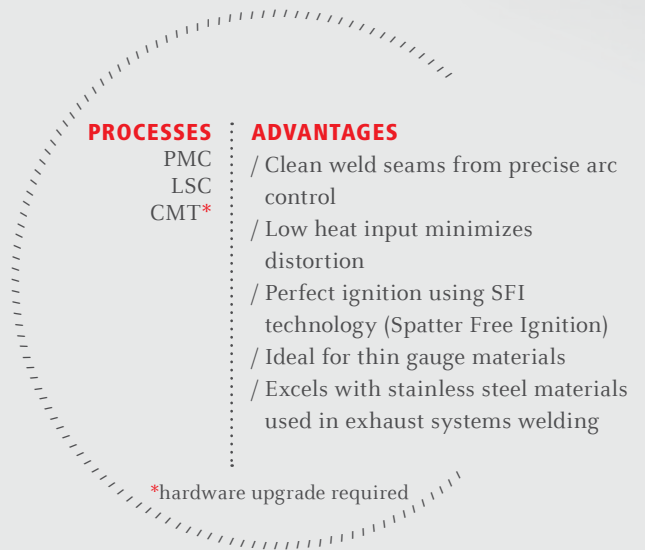 PROCESSES
PMC
LSC
CMT*
ADVANTAGES
/ Clean weld seams from precise arc
control
/ Low heat input minimizes
distortion
/ Perfect ignition using SFI
technology (Spatter Free Ignition)
/ Ideal for thin gauge materials
/ Excels with stainless steel materials
used in exhaust systems welding
*hardware upgrade required